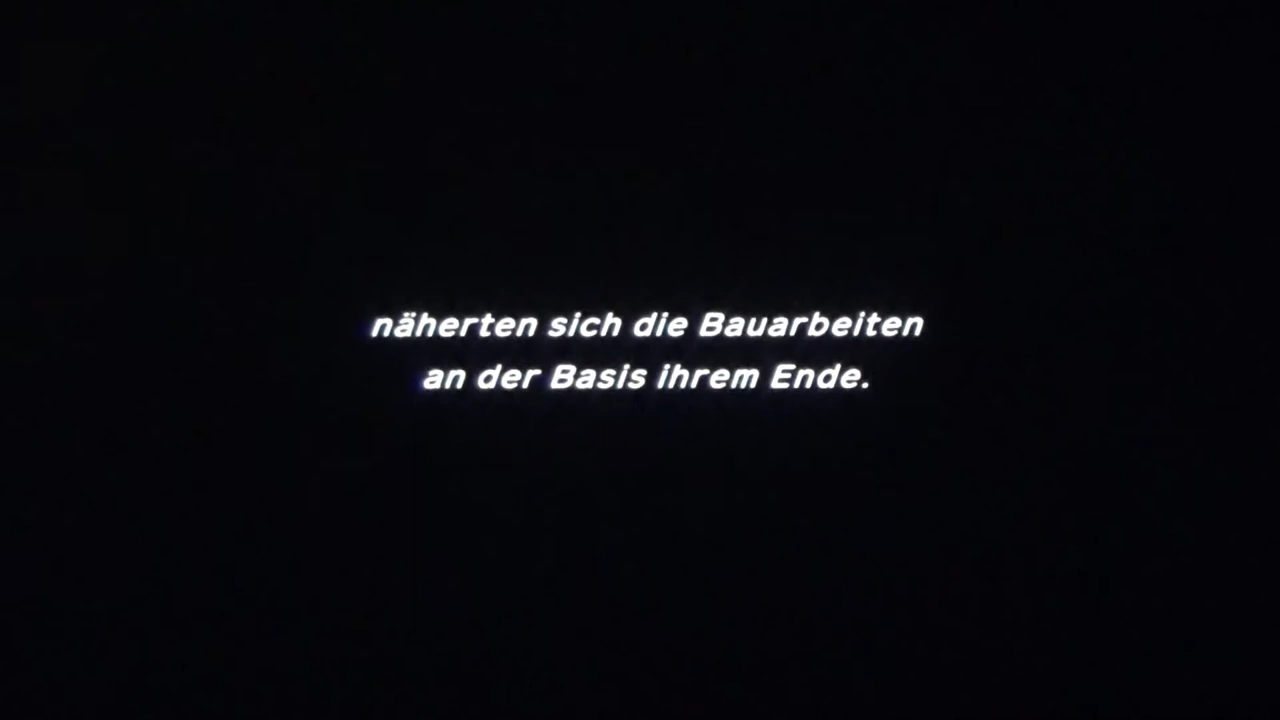 näherten sich die Bauarbeiten
an der Basis ihrem Ende.